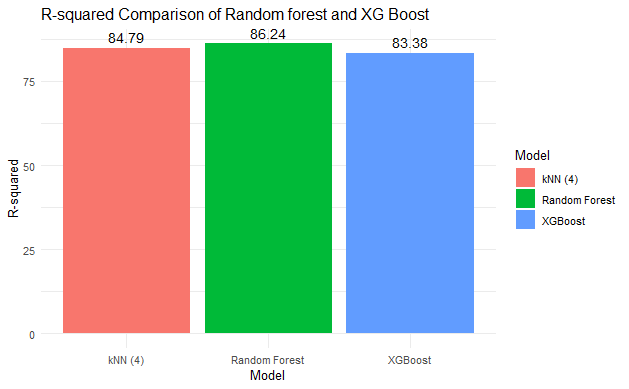 R-squared Comparison of Random forest and XG Boost
84.79
86.24
83.38
75
50
25
0
R-squared
kNN (4)
Random Forest
XGBoost
Model
Model
kNN (4)
Random Forest
XGBoost